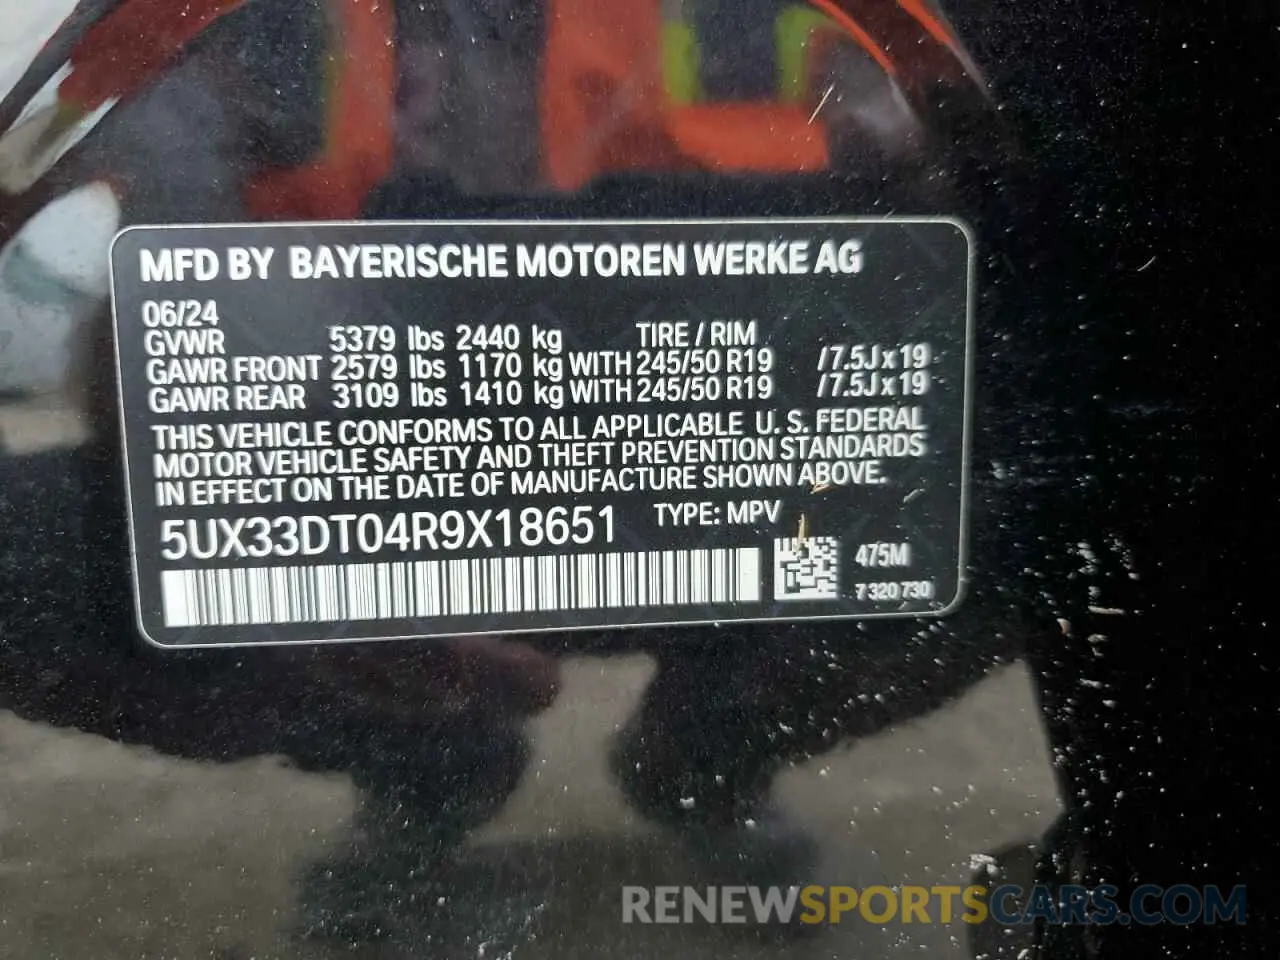 MFD BY BAYERISCHE MOTOREN WERKE AG
06/24
GVWR 5379 lbs 2440 kg TIRE / RIM
GAWR FRONT 2579 lbs 1170 kg WITH 245/50 R19 /7.5J x 19
GAWR REAR 3109 lbs 1410 kg WITH 245/50 R19 /7.5J x 19
THIS VEHICLE CONFORMS TO ALL APPLICABLE U. S. FEDERAL
MOTOR VEHICLE SAFETY AND THEFT PREVENTION STANDARDS
IN EFFECT ON THE DATE OF MANUFACTURE SHOWN ABOVE.
5UX33DT04R9X18651 TYPE: MPV
475M
7 320 730
RENEWSPORTSCARS.COM